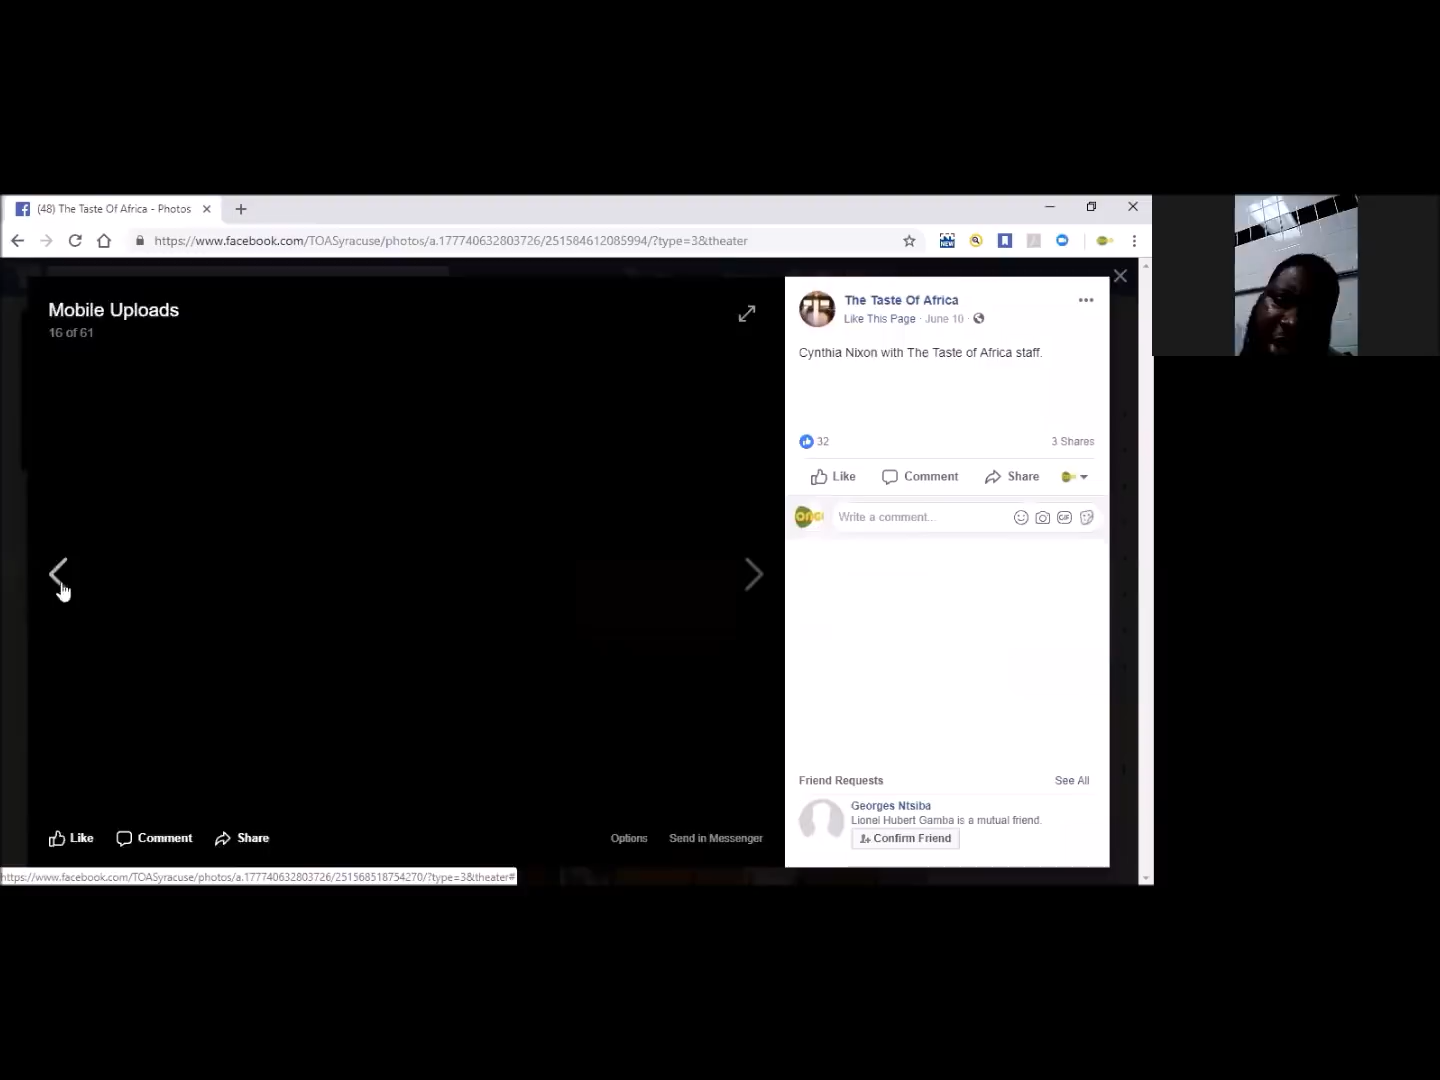 (48) The Taste Of Africa - Photos
https://www.facebook.com/TOASyracuse/photos/a.177740632803726/251584612085994/?type=3&theater
NEW
Mobile Uploads
16 of 61
The Taste Of Africa
Like This Page · June 10 ·
Cynthia Nixon with The Taste of Africa staff.
32
3 Shares
Like Comment Share
Write a comment...
GIF
Friend Requests
See All
Georges Ntsiba
Lionel Hubert Gamba is a mutual friend.
Confirm Friend
Like Comment Share
Options Send in Messenger
https://www.facebook.com/TOASyracuse/photos/a.177740632803726/251568518754270/?type=3&theater#